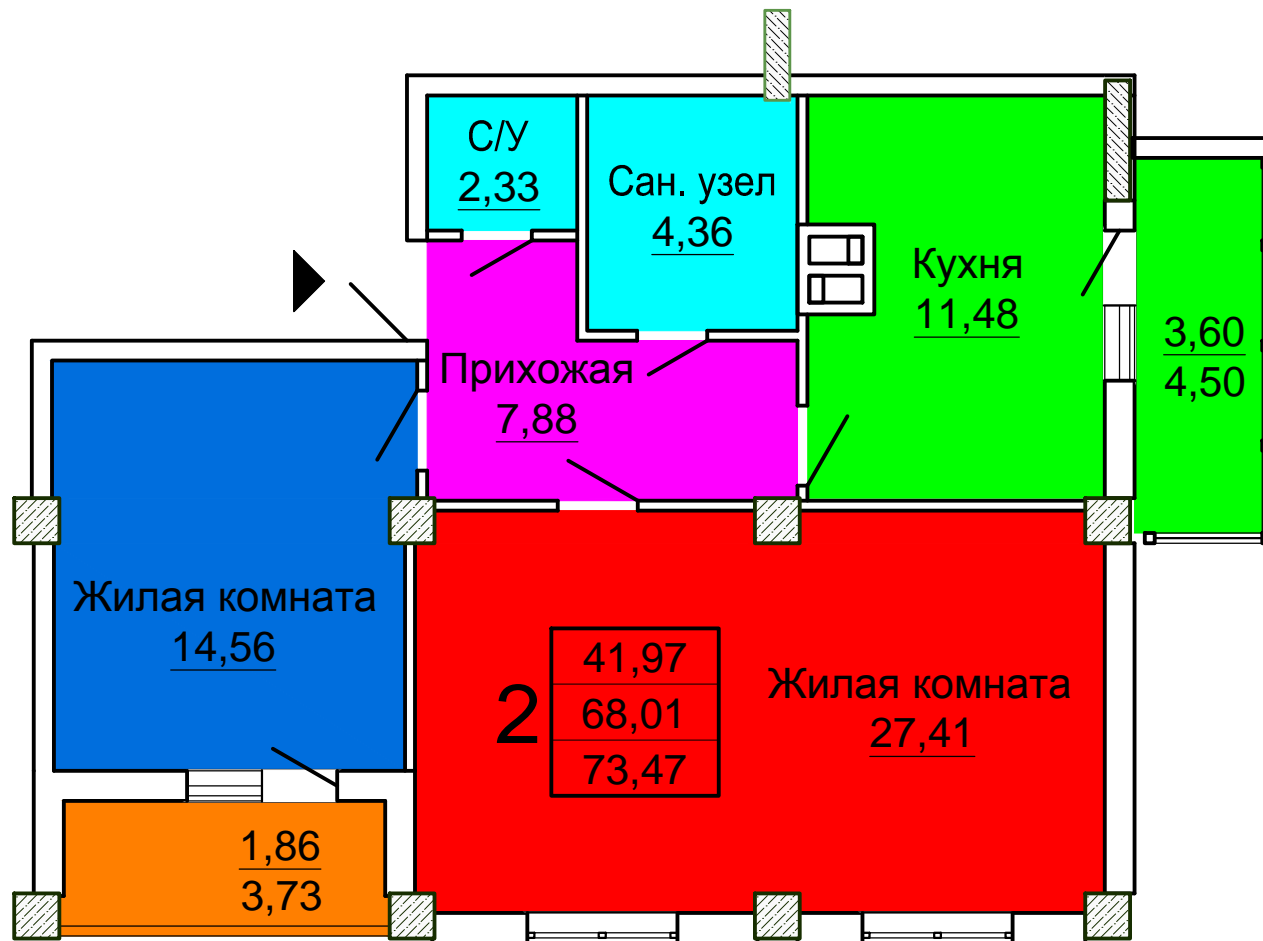 С/У
2,33
Сан. узел
4,36
Кухня
11,48
3,60
4,50
Прихожая
7,88
Жилая комната
14,56
2
41,97
68,01
73,47
Жилая комната
27,41
1,86
3,73